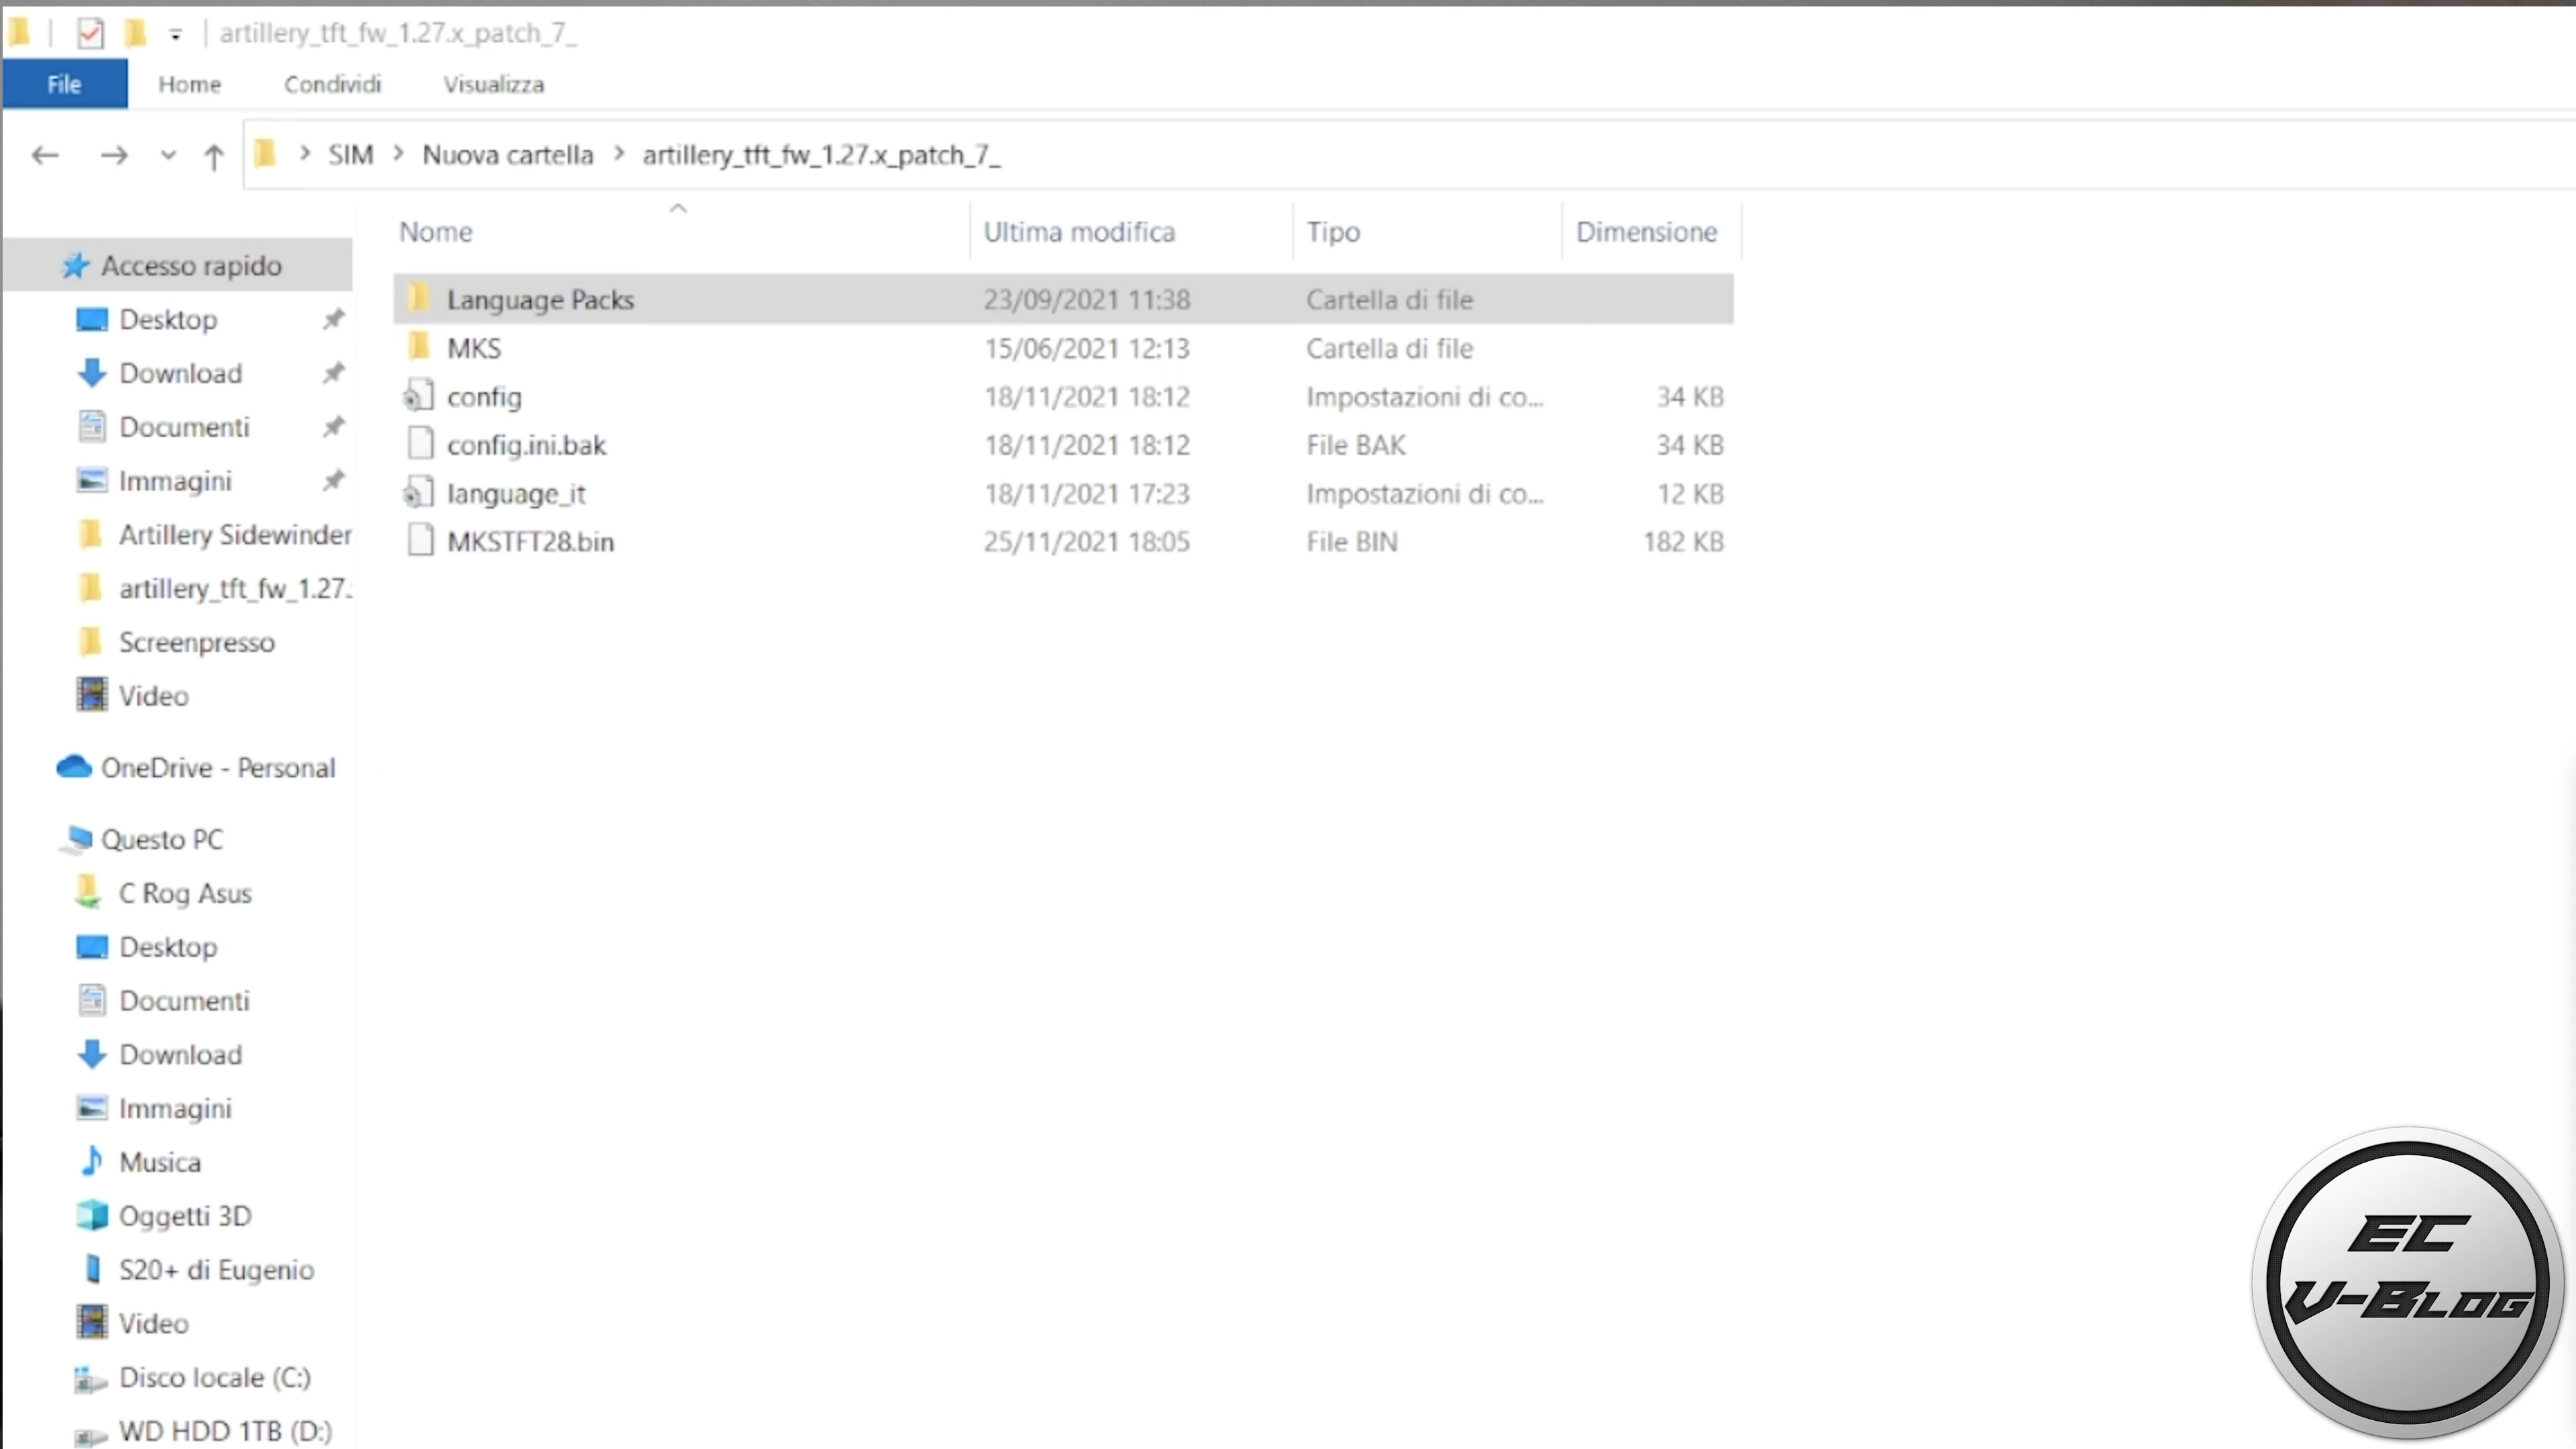 artillery_tft_fw_1.27.x_patch_7_
File Home Condividi Visualizza
SIM > Nuova cartella > artillery_tft_fw_1.27.x_patch_7_
Nome Ultima modifica Tipo Dimensione
Accesso rapido
Desktop
Download
Documenti
Immagini
Artillery Sidewinder
artillery_tft_fw_1.27.
Screenpresso
Video
OneDrive - Personal
Questo PC
C Rog Asus
Desktop
Documenti
Download
Immagini
Musica
Oggetti 3D
S20+ di Eugenio
Video
Disco locale (C:)
WD HDD 1TB (D:)
Language Packs 23/09/2021 11:38 Cartella di file
MKS 15/06/2021 12:13 Cartella di file
config 18/11/2021 18:12 Impostazioni di co... 34 KB
config.ini.bak 18/11/2021 18:12 File BAK 34 KB
language_it 18/11/2021 17:23 Impostazioni di co... 12 KB
MKSTFT28.bin 25/11/2021 18:05 File BIN 182 KB
EC
V-Blog